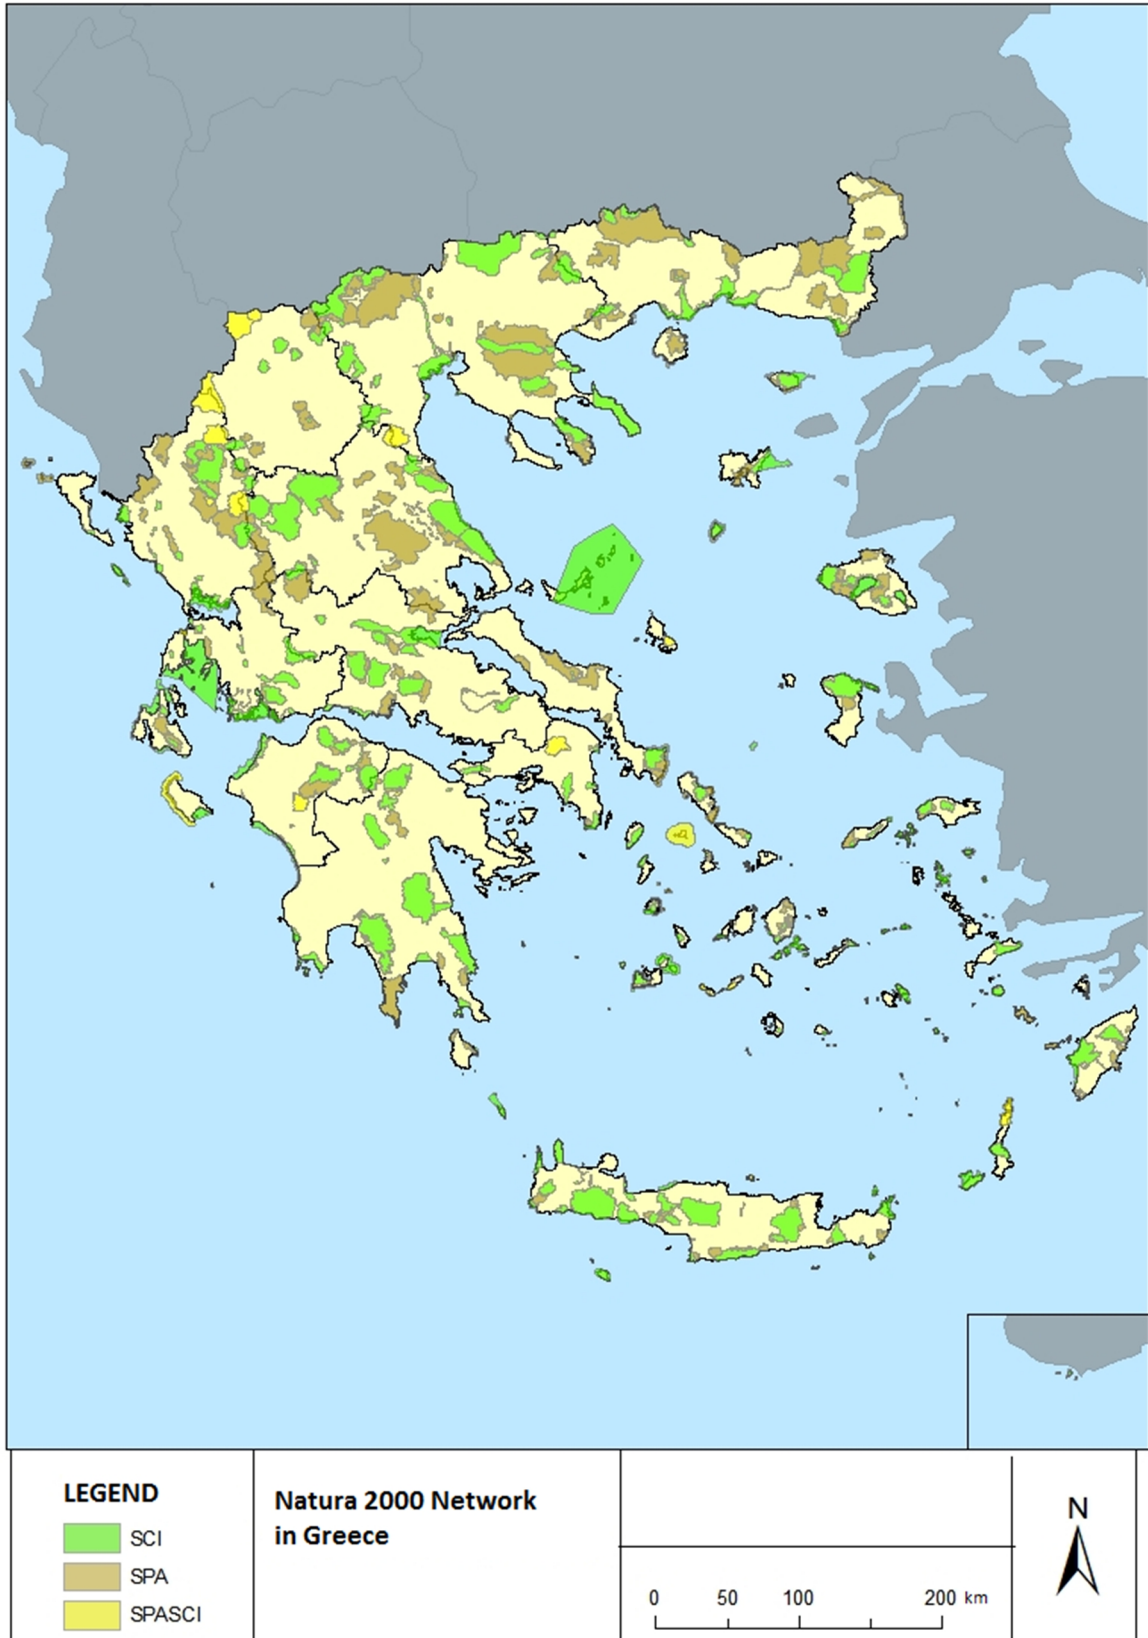 LEGEND
SCI
SPA
SPASCI
Natura 2000 Network
in Greece
0 50 100 200 km
N